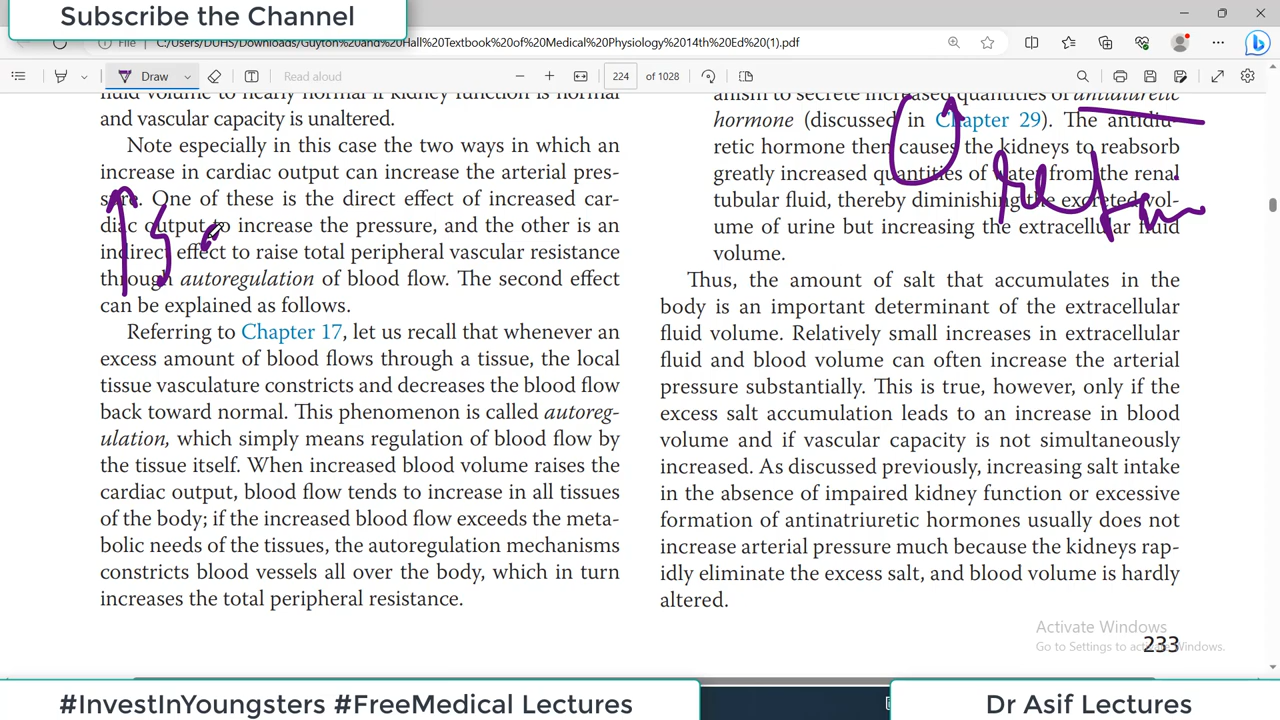 Subscribe the Channel
File
C:/Users/DUHS/Downloads/Guyton%20and%20Hall%20Textbook%20of%20Medical%20Physiology%2014th%20Ed%20(1).pdf
Draw
Read aloud
224 of 1028
fluid volume to nearly normal if kidney function is normal
and vascular capacity is unaltered.
Note especially in this case the two ways in which an
increase in cardiac output can increase the arterial pres-
sure. One of these is the direct effect of increased car-
diac output to increase the pressure, and the other is an
indirect effect to raise total peripheral vascular resistance
through autoregulation of blood flow. The second effect
can be explained as follows.
Referring to Chapter 17, let us recall that whenever an
excess amount of blood flows through a tissue, the local
tissue vasculature constricts and decreases the blood flow
back toward normal. This phenomenon is called autoreg-
ulation, which simply means regulation of blood flow by
the tissue itself. When increased blood volume raises the
cardiac output, blood flow tends to increase in all tissues
of the body; if the increased blood flow exceeds the meta-
bolic needs of the tissues, the autoregulation mechanisms
constricts blood vessels all over the body, which in turn
increases the total peripheral resistance.
anism to secrete increased quantities of antidiuretic
hormone (discussed in Chapter 29). The antidiu-
retic hormone then causes the kidneys to reabsorb
greatly increased quantities of water from the renal
tubular fluid, thereby diminishing the excreted vol-
ume of urine but increasing the extracellular fluid
volume.
Thus, the amount of salt that accumulates in the
body is an important determinant of the extracellular
fluid volume. Relatively small increases in extracellular
fluid and blood volume can often increase the arterial
pressure substantially. This is true, however, only if the
excess salt accumulation leads to an increase in blood
volume and if vascular capacity is not simultaneously
increased. As discussed previously, increasing salt intake
in the absence of impaired kidney function or excessive
formation of antinatriuretic hormones usually does not
increase arterial pressure much because the kidneys rap-
idly eliminate the excess salt, and blood volume is hardly
altered.
233
Activate Windows
Go to Settings to activate Windows.
#InvestInYoungsters #FreeMedical Lectures
Dr Asif Lectures